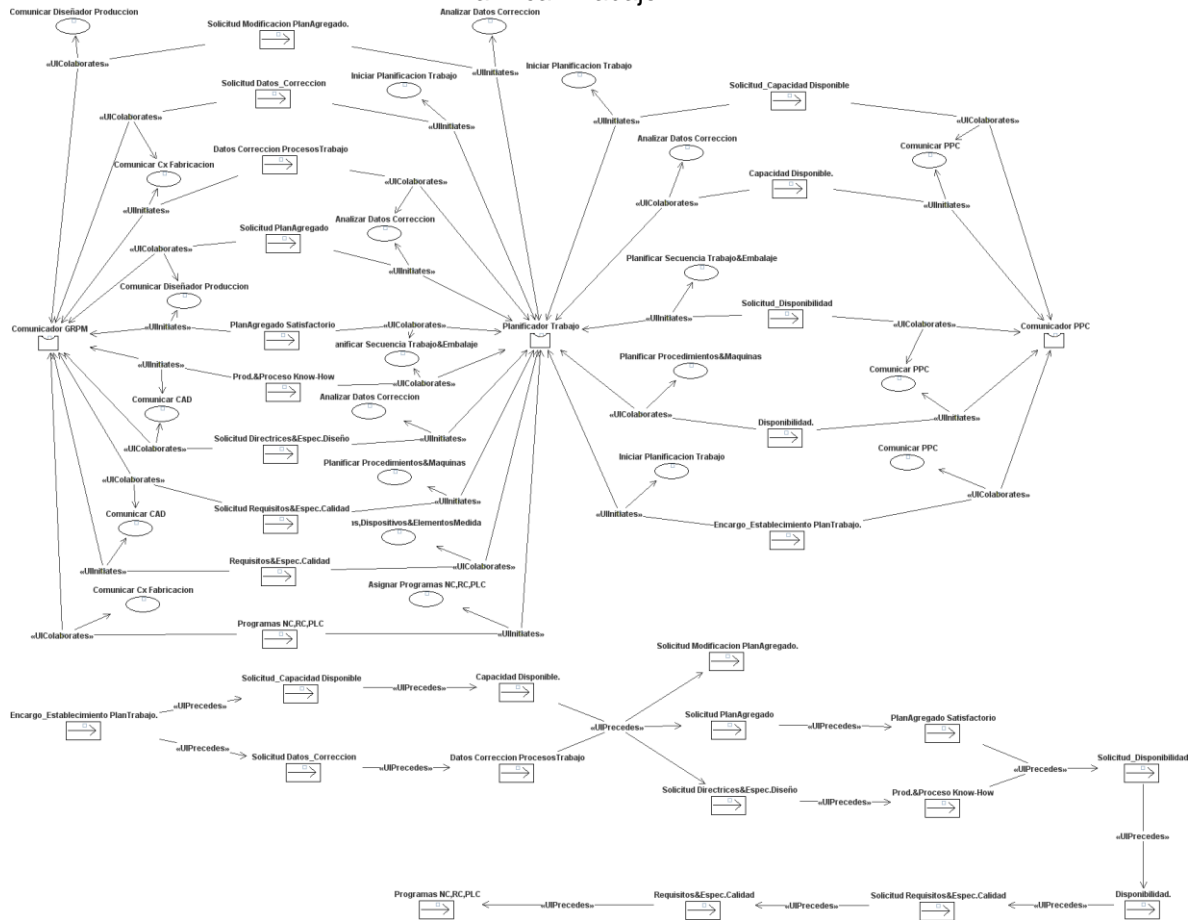 Comunicar Diseñador Produccion
Solicitud Modificacion PlanAgregado.
Analizar Datos Correccion
«UIColaborates»
«UIInitiates»
Solicitud Datos_Correccion
Iniciar Planificacion Trabajo
Iniciar Planificacion Trabajo
Solicitud_Capacidad Disponible
«UIColaborates»
«UIInitiates»
«UIInitiates»
«UIColaborates»
Comunicar Cx Fabricacion
Datos Correccion ProcesosTrabajo
Analizar Datos Correccion
Comunicar PPC
«UIColaborates»
«UIInitiates»
Capacidad Disponible.
«UIColaborates»
«UIInitiates»
Solicitud PlanAgregado
Analizar Datos Correccion
«UIColaborates»
«UIInitiates»
Planificar Secuencia Trabajo&Embalaje
Comunicar Diseñador Produccion
Solicitud_Disponibilidad
«UIInitiates»
«UIInitiates»
«UIColaborates»
Comunicador GRPM
PlanAgregado Satisfactorio
«UIColaborates»
Planificador Trabajo
Comunicador PPC
anificar Secuencia Trabajo&Embalaje
Planificar Procedimientos&Maquinas
«UIInitiates»
Prod.&Proceso Know-How
«UIColaborates»
Comunicar PPC
Comunicar CAD
Analizar Datos Correccion
«UIColaborates»
Disponibilidad.
«UIInitiates»
«UIColaborates»
Solicitud Directrices&Espec.Diseño
«UIInitiates»
Comunicar PPC
Planificar Procedimientos&Maquinas
Iniciar Planificacion Trabajo
«UIColaborates»
«UIInitiates»
«UIColaborates»
Comunicar CAD
Solicitud Requisitos&Espec.Calidad
«UIInitiates»
Encargo_Establecimiento PlanTrabajo.
s,Dispositivos&ElementosMedida
«UIInitiates»
Requisitos&Espec.Calidad
«UIColaborates»
Comunicar Cx Fabricacion
Asignar Programas NC,RC,PLC
«UIColaborates»
Programas NC,RC,PLC
«UIInitiates»
Solicitud Modificacion PlanAgregado.
Solicitud_Capacidad Disponible
«UIPrecedes»
Capacidad Disponible.
Encargo_Establecimiento PlanTrabajo.
«UIPrecedes»
«UIPrecedes»
Solicitud PlanAgregado
«UIPrecedes»
PlanAgregado Satisfactorio
«UIPrecedes»
Solicitud Datos_Correccion
«UIPrecedes»
Datos Correccion ProcesosTrabajo
«UIPrecedes»
Solicitud_Disponibilidad
Solicitud Directrices&Espec.Diseño
«UIPrecedes»
Prod.&Proceso Know-How
«UIPrecedes»
Programas NC,RC,PLC
«UIPrecedes»
Requisitos&Espec.Calidad
«UIPrecedes»
Solicitud Requisitos&Espec.Calidad
«UIPrecedes»
Disponibilidad.